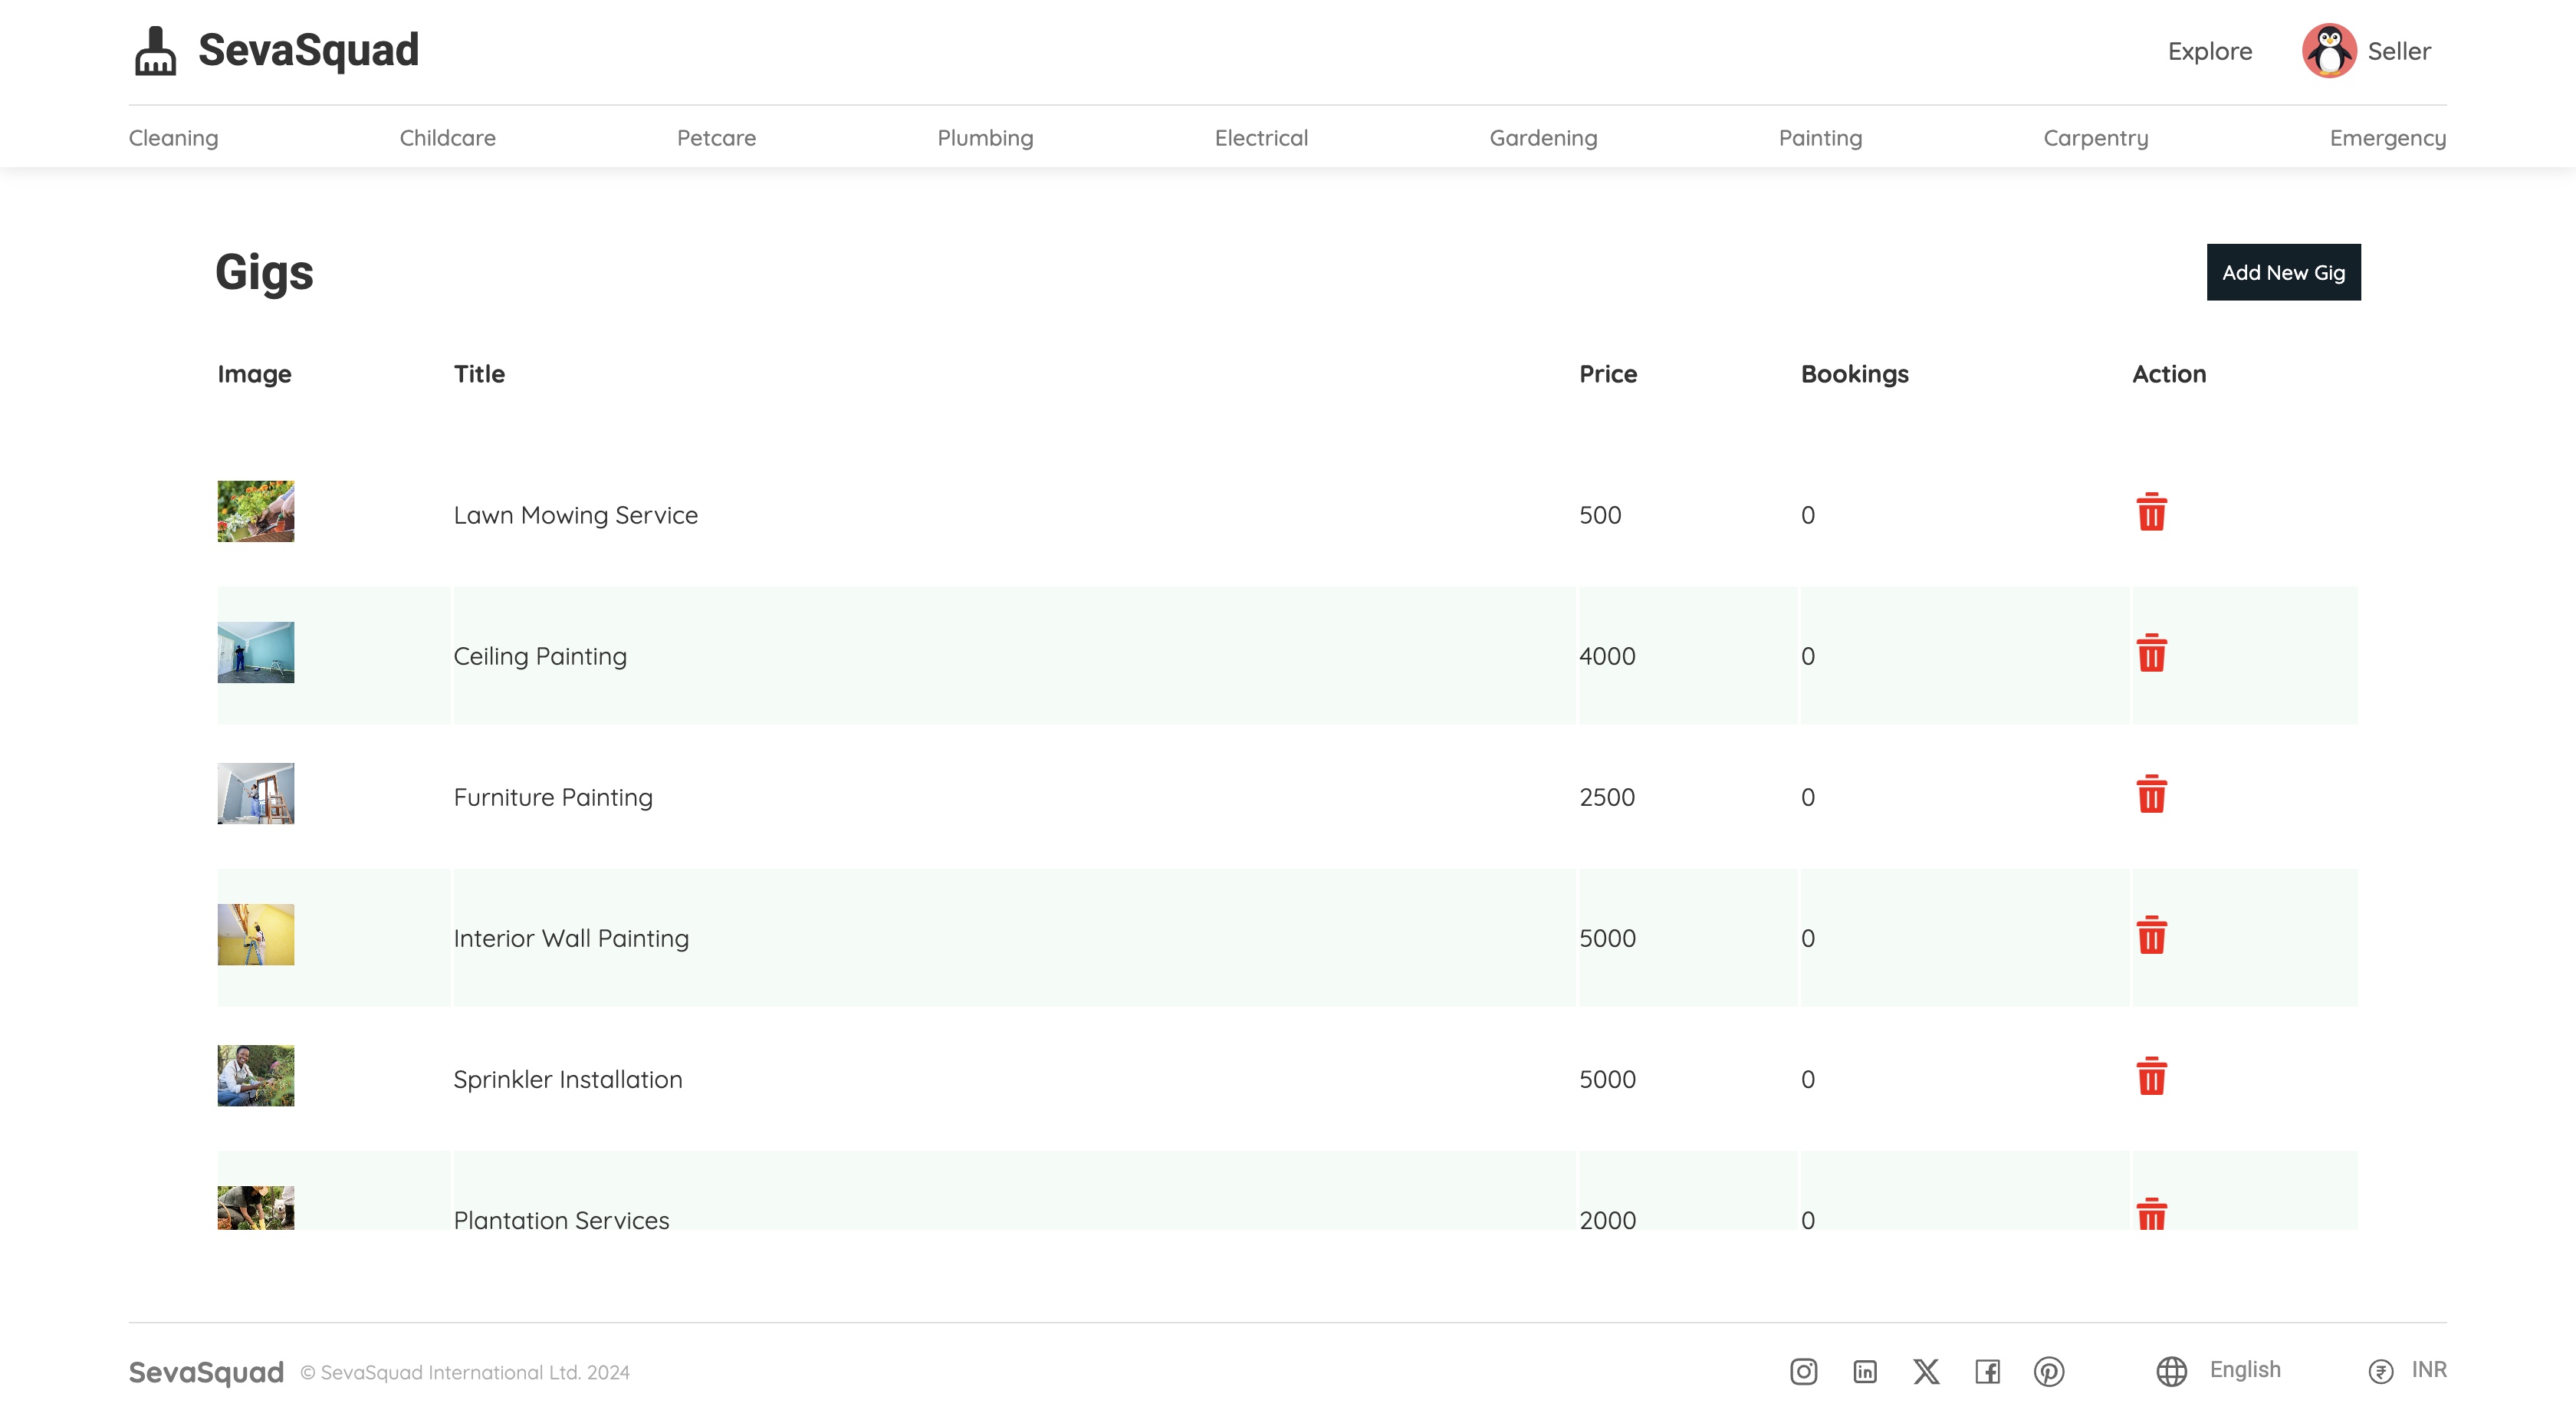 SevaSquad
Explore Seller
Cleaning Childcare Petcare Plumbing Electrical Gardening Painting Carpentry Emergency
Gigs
Add New Gig
Image Title Price Bookings Action
Lawn Mowing Service 500 0
Ceiling Painting 4000 0
Furniture Painting 2500 0
Interior Wall Painting 5000 0
Sprinkler Installation 5000 0
Plantation Services 2000 0
SevaSquad © SevaSquad International Ltd. 2024 English ₹ INR